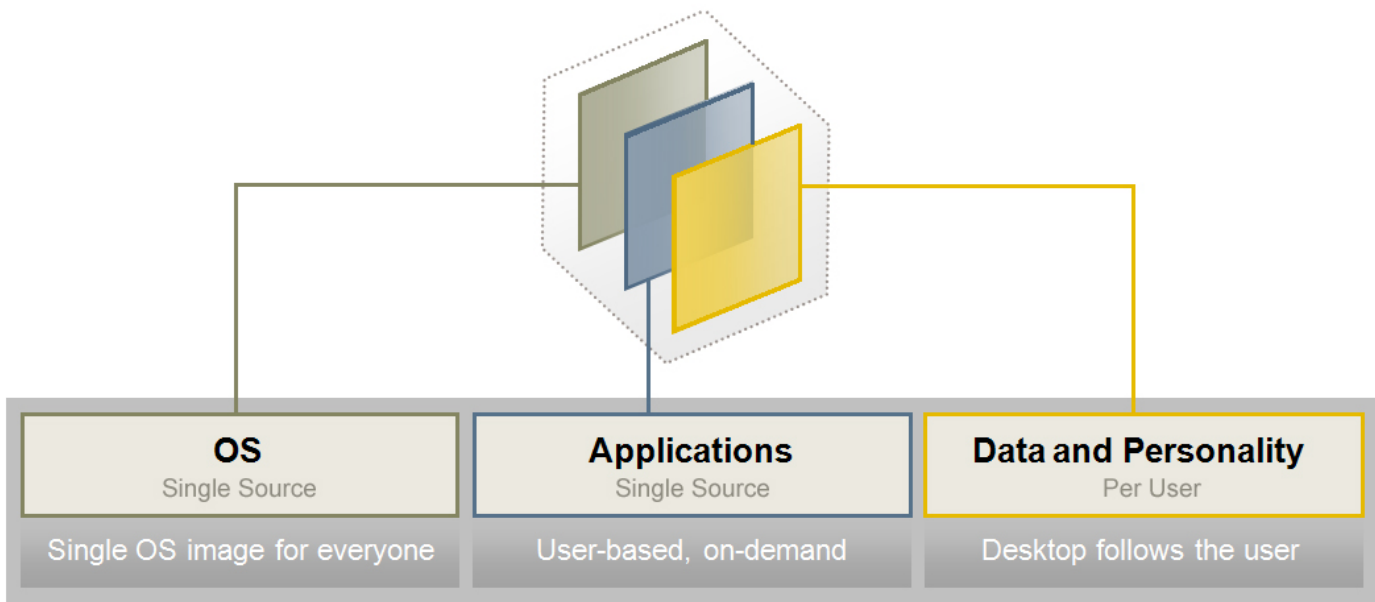 OS
Single Source
Single OS image for everyone
Applications
Single Source
User-based, on-demand
Data and Personality
Per User
Desktop follows the user